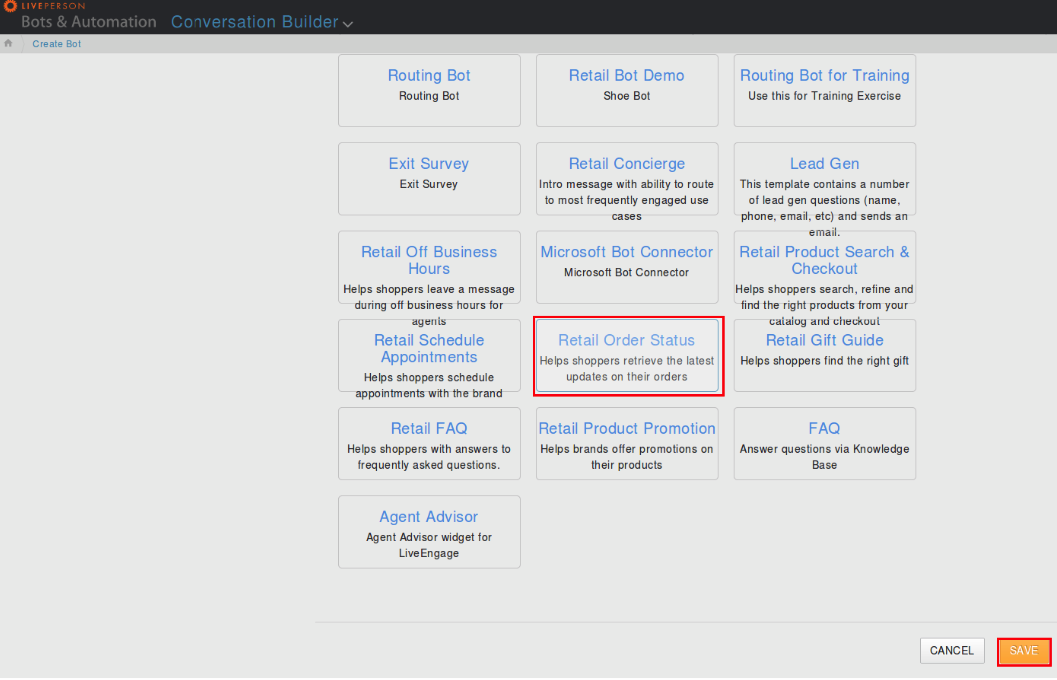 LIVEPERSON
Bots & Automation Conversation Builder
Create Bot
Routing Bot
Routing Bot
Retail Bot Demo
Shoe Bot
Routing Bot for Training
Use this for Training Exercise
Exit Survey
Exit Survey
Retail Concierge
Intro message with ability to route
to most frequently engaged use
cases
Lead Gen
This template contains a number
of lead gen questions (name,
phone, email, etc) and sends an
email.
Retail Off Business
Hours
Helps shoppers leave a message
during off business hours for
agents
Microsoft Bot Connector
Microsoft Bot Connector
Retail Product Search &
Checkout
Helps shoppers search, refine and
find the right products from your
catalog and checkout
Retail Schedule
Appointments
Helps shoppers schedule
appointments with the brand
Retail Order Status
Helps shoppers retrieve the latest
updates on their orders
Retail Gift Guide
Helps shoppers find the right gift
Retail FAQ
Helps shoppers with answers to
frequently asked questions.
Retail Product Promotion
Helps brands offer promotions on
their products
FAQ
Answer questions via Knowledge
Base
Agent Advisor
Agent Advisor widget for
LiveEngage
CANCEL
SAVE